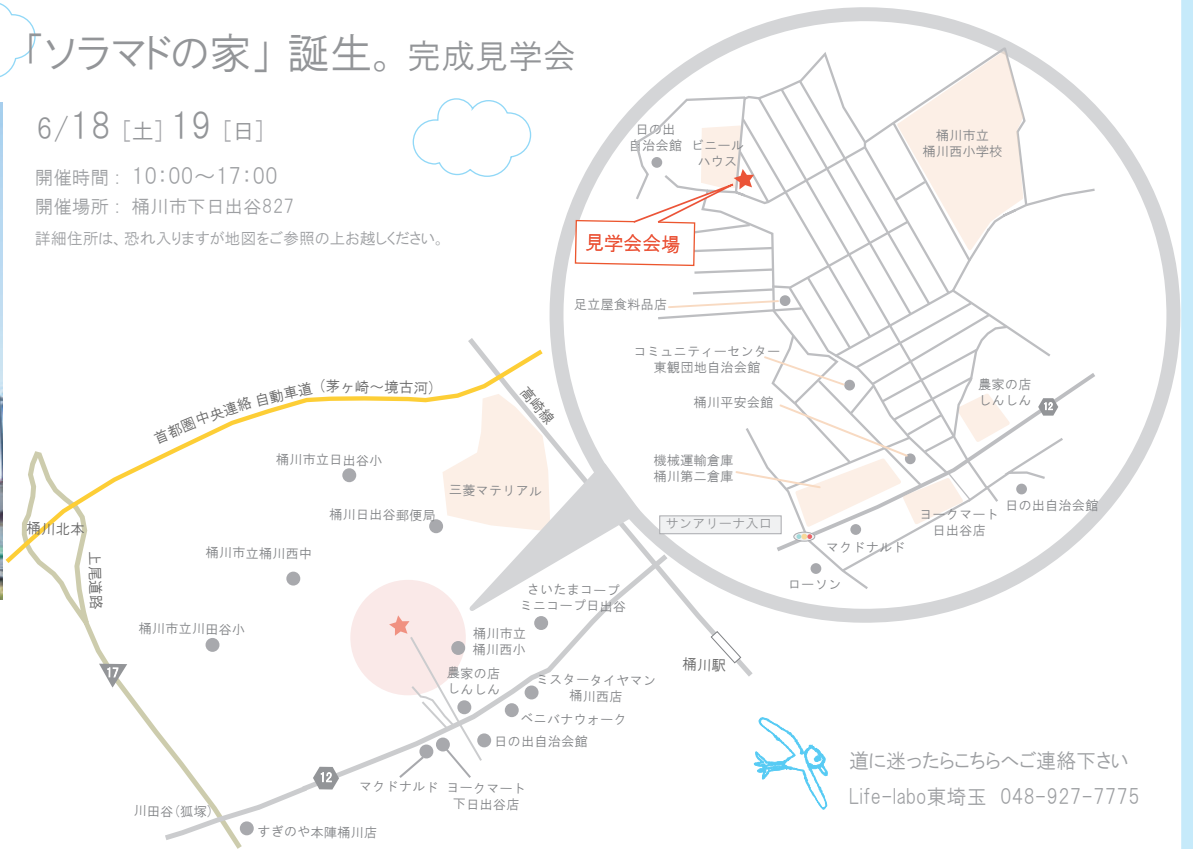 「ソラマドの家」 誕生。 完成見学会
6/18 [土] 19 [日]
開催時間： 10:00～17:00
開催場所： 桶川市下日出谷827
詳細住所は、恐れ入りますが地図をご参照の上お越しください。
日の出
自治会館
ビニール
ハウス
桶川市立
桶川西小学校
見学会会場
足立屋食料品店
コミュニティーセンター
東観団地自治会館
桶川平安会館
農家の店
しんしん
12
機械運輸倉庫
桶川第二倉庫
サンアリーナ入口
ヨークマート
日出谷店
日の出自治会館
マクドナルド
ローソン
首都圏中央連絡 自動車道 （茅ヶ崎～境古河）
高崎線
桶川市立日出谷小
三菱マテリアル
桶川日出谷郵便局
桶川北本
上尾道路
桶川市立桶川西中
さいたまコープ
ミニコープ日出谷
桶川市立川田谷小
桶川市立
桶川西小
17
農家の店
しんしん
ミスタータイヤマン
桶川西店
桶川駅
ベニバナウォーク
日の出自治会館
12
マクドナルド
ヨークマート
下日出谷店
川田谷(狐塚)
すぎのや本陣桶川店
道に迷ったらこちらへご連絡下さい
Life-labo東埼玉 048-927-7775